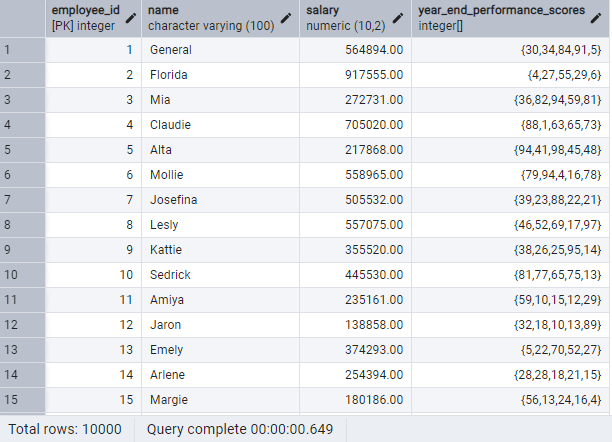 employee_id name salary year_end_performance_scores
[PK] integer character varying (100) numeric (10,2) integer[]
1 1 General 564894.00 {30,34,84,91,5}
2 2 Florida 917555.00 {4,27,55,29,6}
3 3 Mia 272731.00 {36,82,94,59,81}
4 4 Claudie 705020.00 {88,1,63,65,73}
5 5 Alta 217868.00 {94,41,98,45,48}
6 6 Mollie 558965.00 {79,94,4,16,78}
7 7 Josefina 505532.00 {39,23,88,22,21}
8 8 Lesly 557075.00 {46,52,69,17,97}
9 9 Kattie 355520.00 {38,26,25,95,14}
10 10 Sedrick 445530.00 {81,77,65,75,13}
11 11 Amiya 235161.00 {59,10,15,12,29}
12 12 Jaron 138858.00 {32,18,10,13,89}
13 13 Emely 374293.00 {5,22,70,52,27}
14 14 Arlene 254394.00 {28,28,18,21,15}
15 15 Margie 180186.00 {56,13,24,16,4}
Total rows: 10000 Query complete 00:00:00.649